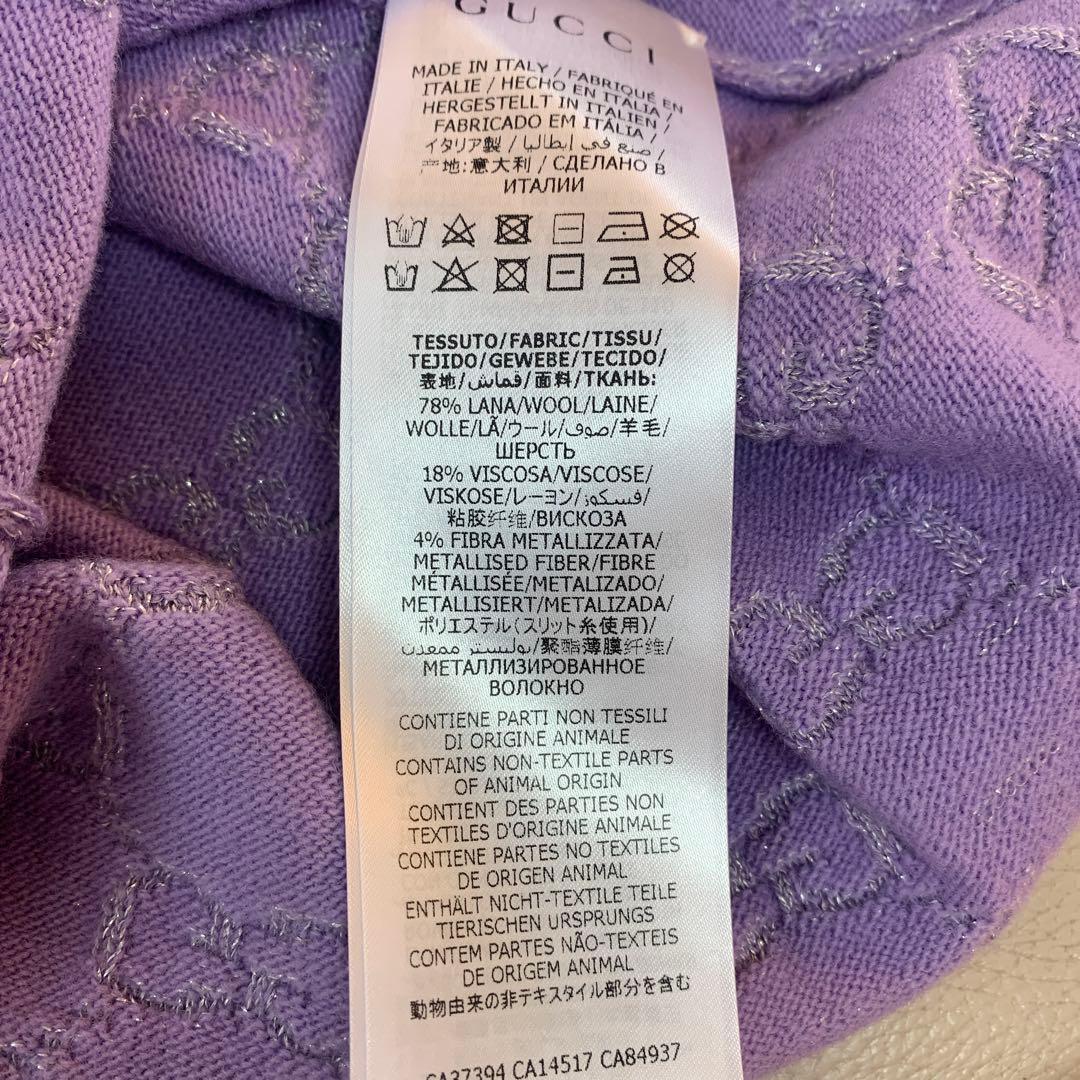 GUCCI
MADE IN ITALY / FABRIQUÉ EN
ITALIE / HECHO EN ITALIA /
HERGESTELLT IN ITALIEN /
FABRICADO EM ITÁLIA /
イタリア製 / صنع في إيطاليا /
产地:意大利 / СДЕЛАНО В
ИТАЛИИ
TESSUTO/FABRIC/TISSU/
TEJIDO/GEWEBE/TECIDO/
表地/قماش/面料/ТКАНЬ:
78% LANA/WOOL/LAINE/
WOLLE/LÃ/ウール/صوف/羊毛/
ШЕРСТЬ
18% VISCOSA/VISCOSE/
VISKOSE/レーヨン/فسكوز/
粘胶纤维/ВИСКОЗА
4% FIBRA METALLIZZATA/
METALLISED FIBER/FIBRE
MÉTALLISÉE/METALIZADO/
METALLISIERT/METALIZADA/
ポリエステル(スリット糸使用)/
بوليستر ممعدن/聚酯薄膜纤维/
МЕТАЛЛИЗИРОВАННОЕ
ВОЛОКНО
CONTIENE PARTI NON TESSILI
DI ORIGINE ANIMALE
CONTAINS NON-TEXTILE PARTS
OF ANIMAL ORIGIN
CONTIENT DES PARTIES NON
TEXTILES D'ORIGINE ANIMALE
CONTIENE PARTES NO TEXTILES
DE ORIGEN ANIMAL
ENTHÄLT NICHT-TEXTILE TEILE
TIERISCHEN URSPRUNGS
CONTEM PARTES NÃO-TEXTEIS
DE ORIGEM ANIMAL
動物由来の非テキスタイル部分を含む
CA37394 CA14517 CA84937